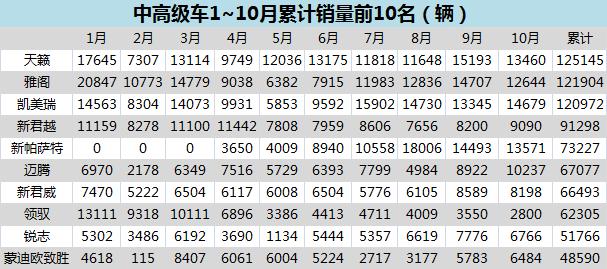 中高级车1~10月累计销量前10名（辆）
1月 2月 3月 4月 5月 6月 7月 8月 9月 10月 累计
天籁 17645 7307 13114 9749 12036 13175 11818 11648 15193 13460 125145
雅阁 20847 10773 14779 9038 6382 7915 11983 12836 14707 12644 121904
凯美瑞 14563 8304 14073 9931 5853 9592 15902 14730 13345 14679 120972
新君越 11159 8278 11100 11442 7808 7959 8606 7656 8200 9090 91298
新帕萨特 0 0 0 3650 4009 8940 10558 18006 14493 13571 73227
迈腾 6970 2178 6349 7516 5729 6393 7799 4984 8922 10237 67077
新君威 7470 5222 6504 6117 6008 6504 5776 6105 8589 8198 66493
领驭 13111 9318 10111 6896 3386 4413 4711 4009 3550 2800 62305
锐志 5302 3486 6192 3690 1134 5444 5357 6619 7776 6766 51766
蒙迪欧致胜 4618 115 8407 6061 6004 5224 2717 3177 5783 6484 48590